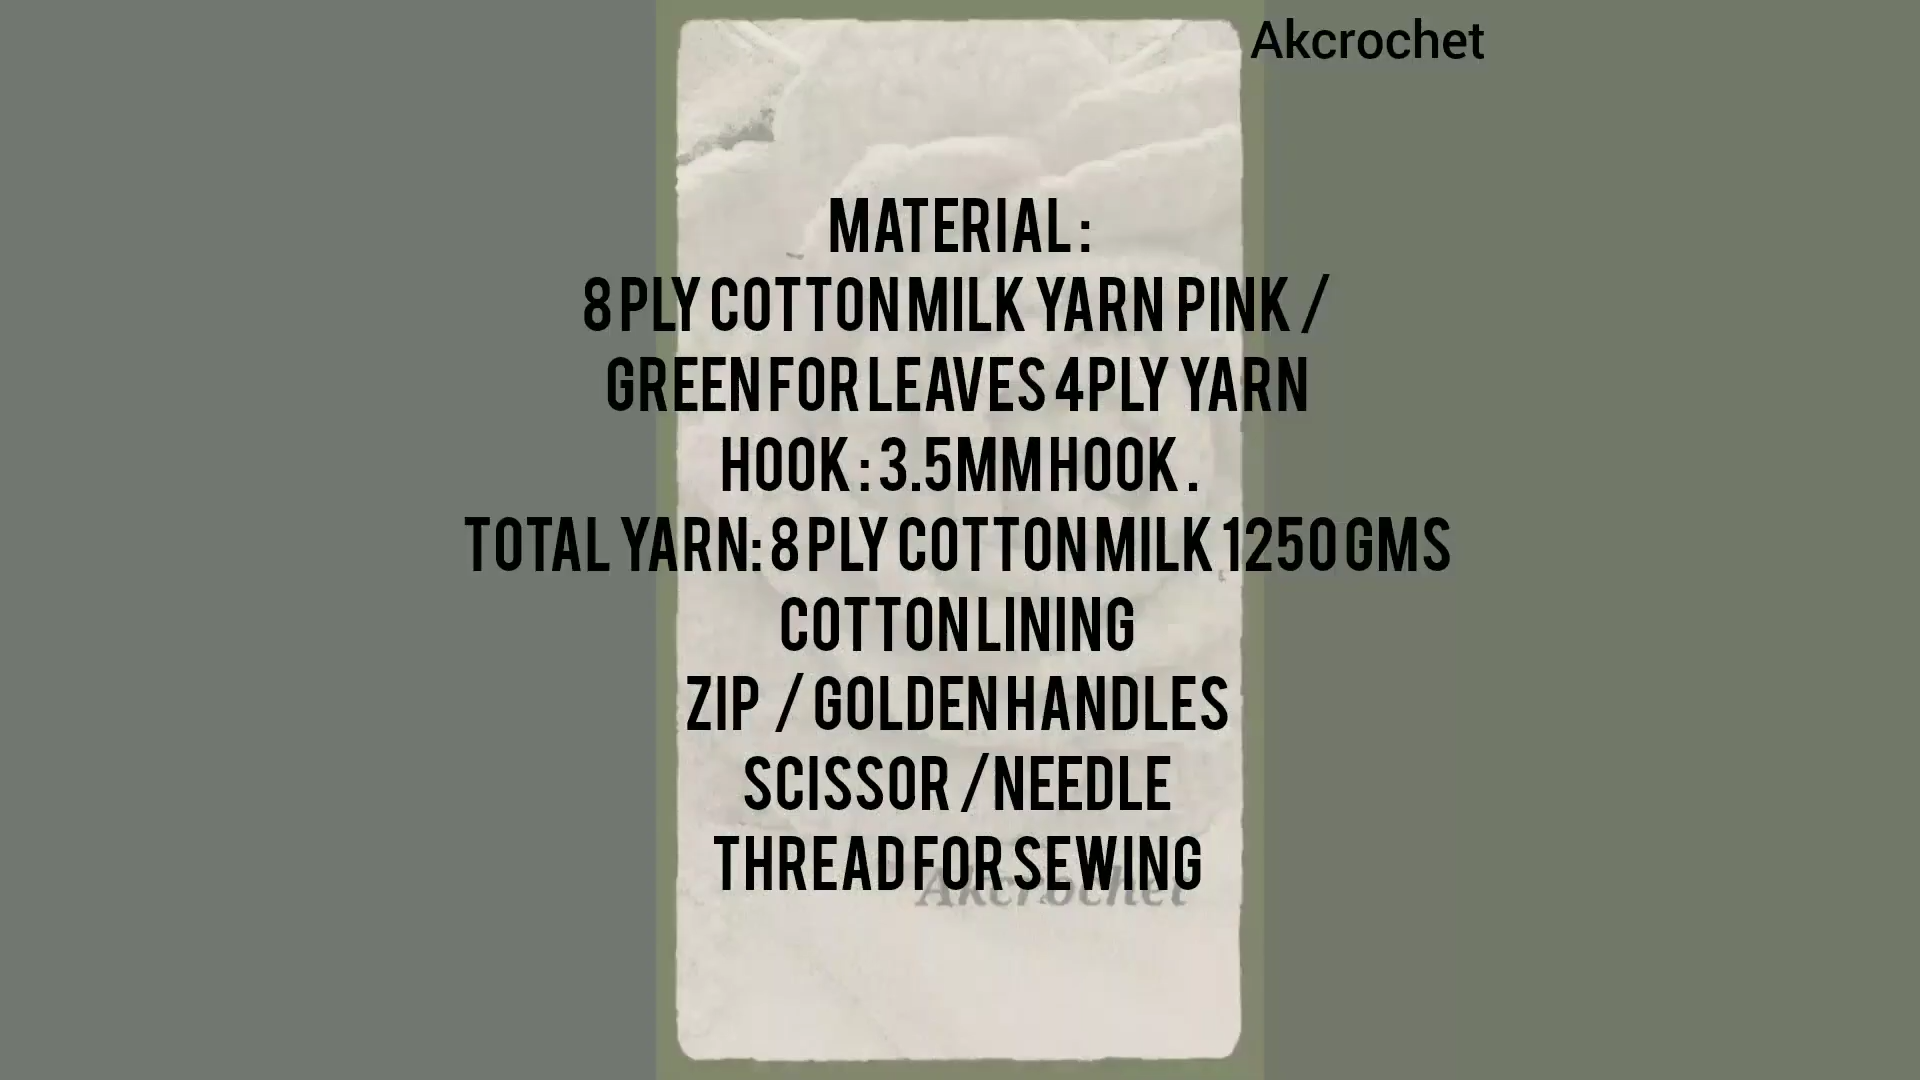 Akcrochet
MATERIAL :
8 PLY COTTON MILK YARN PINK /
GREEN FOR LEAVES 4PLY YARN
HOOK : 3.5MM HOOK .
TOTAL YARN: 8 PLY COTTON MILK 1250 GMS
COTTON LINING
ZIP / GOLDEN HANDLES
SCISSOR /NEEDLE
THREAD FOR SEWING
Akcrochet